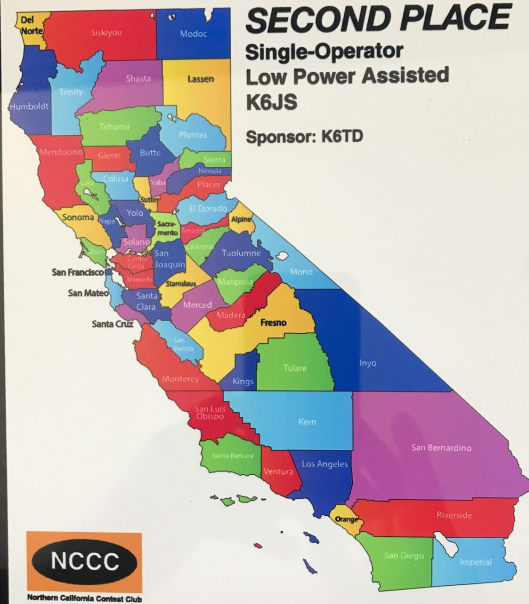 SECOND PLACE
Single-Operator
Low Power Assisted
K6JS
Sponsor: K6TD
Del
Norte
Siskiyou
Modoc
Humboldt
Trinity
Shasta
Lassen
Tehama
Plumas
Mendocino
Glenn
Butte
Sierra
Nevada
Colusa
Yuba
Placer
Sutter
El Dorado
Sonoma
Napa
Yolo
Sacra-
mento
Amador
Alpine
Solano
Calaveras
Tuolumne
Mono
San Francisco
San
Joaquin
Alameda
Stanislaus
Mariposa
San Mateo
Santa
Clara
Merced
Madera
Santa Cruz
Fresno
San
Benito
Monterey
Kings
Tulare
Inyo
San Luis
Obispo
Kern
San Bernardino
Santa Barbara
Ventura
Los Angeles
Orange
Riverside
San Diego
Imperial
NCCC
Northern California Contest Club